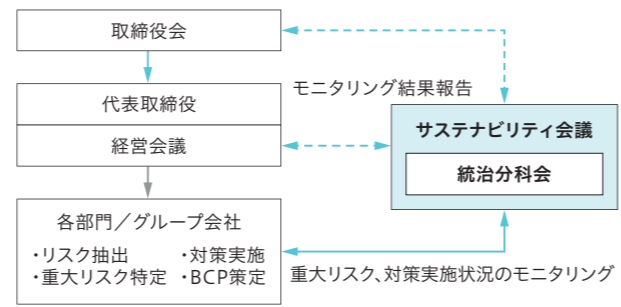 取締役会
モニタリング結果報告
代表取締役
経営会議
サステナビリティ会議
統治分科会
各部門／グループ会社
・リスク抽出 ・対策実施
・重大リスク特定 ・BCP策定
重大リスク、対策実施状況のモニタリング